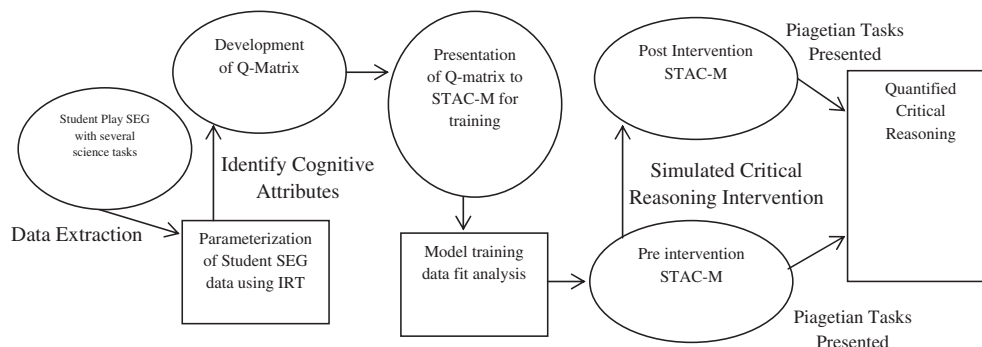 Student Play SEG
with several
science tasks
Data Extraction
Parameterization
of Student SEG
data using IRT
Identify Cognitive
Attributes
Development
of Q-Matrix
Presentation
of Q-matrix to
STAC-M for
training
Model training
data fit analysis
Pre intervention
STAC-M
Simulated Critical
Reasoning Intervention
Post Intervention
STAC-M
Piagetian Tasks
Presented
Piagetian Tasks
Presented
Quantified
Critical
Reasoning